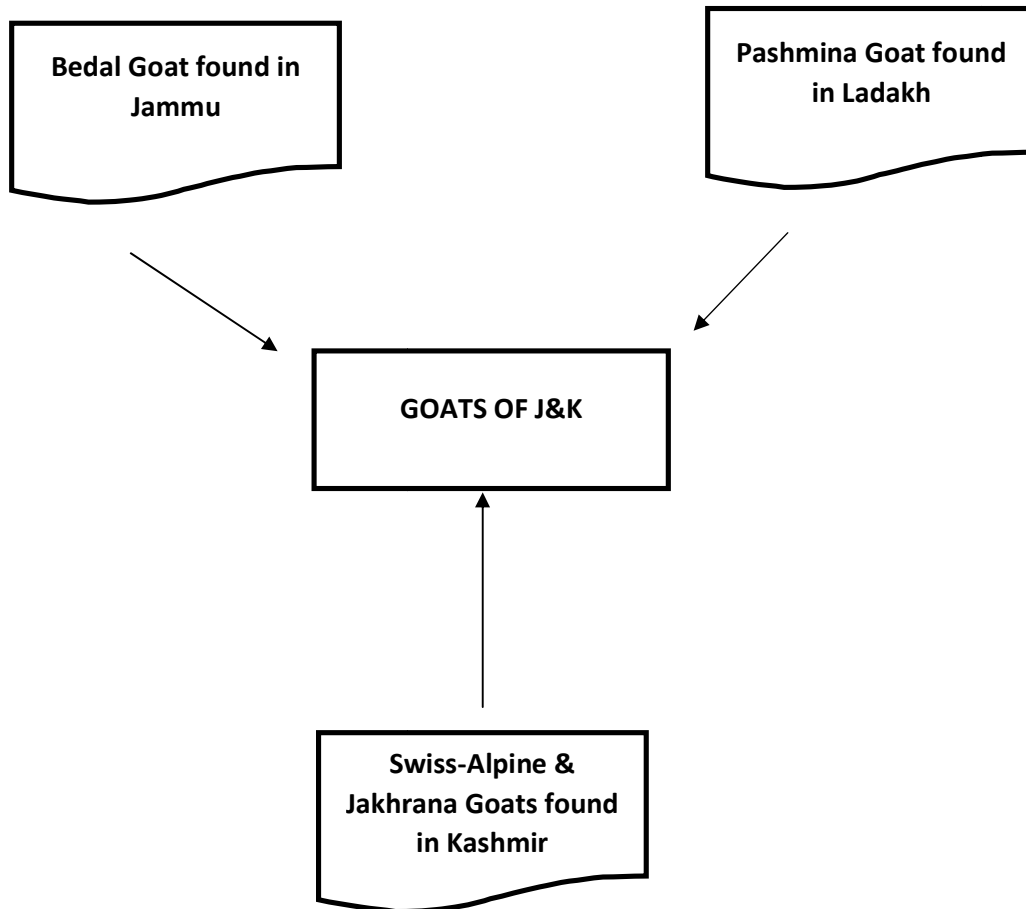 Bedal Goat found in
Jammu
Pashmina Goat found
in Ladakh
GOATS OF J&K
Swiss-Alpine &
Jakhrana Goats found
in Kashmir